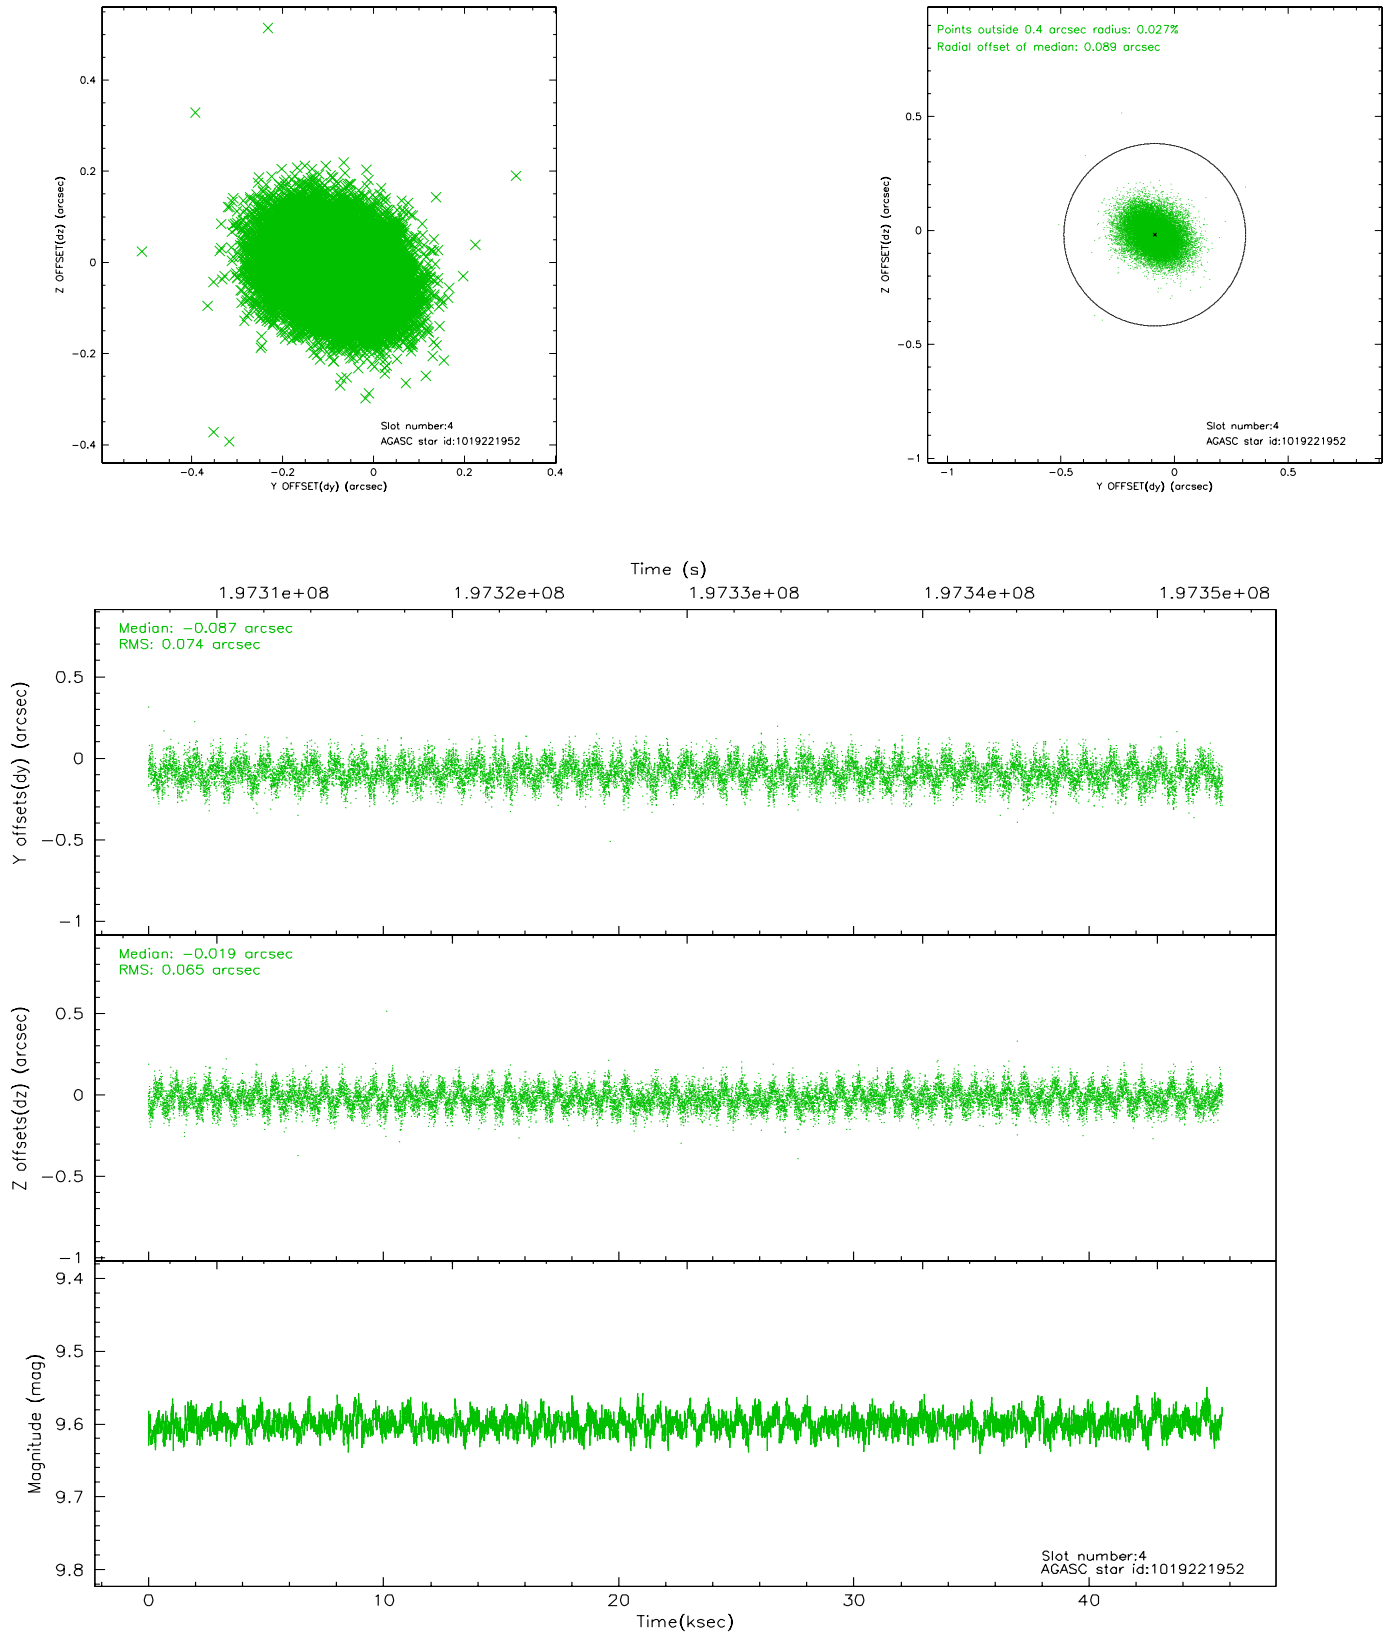 0.4
0.2
0
−0.2
−0.4
Z OFFSET(dz) (arcsec)
−0.4
−0.2
0
0.2
0.4
Y OFFSET(dy) (arcsec)
Slot number:4
AGASC star id:1019221952
Points outside 0.4 arcsec radius: 0.027%
Radial offset of median: 0.089 arcsec
0.5
0
−0.5
−1
Z OFFSET(dz) (arcsec)
−1
−0.5
0
0.5
Y OFFSET(dy) (arcsec)
Slot number:4
AGASC star id:1019221952
Time (s)
1.9731e+08
1.9732e+08
1.9733e+08
1.9734e+08
1.9735e+08
Median: −0.087 arcsec
RMS: 0.074 arcsec
0.5
0
−0.5
−1
Y offsets(dy) (arcsec)
Median: −0.019 arcsec
RMS: 0.065 arcsec
0.5
0
−0.5
−1
Z offsets(dz) (arcsec)
9.4
9.5
9.6
9.7
9.8
Magnitude (mag)
Slot number:4
AGASC star id:1019221952
0
10
20
30
40
Time(ksec)